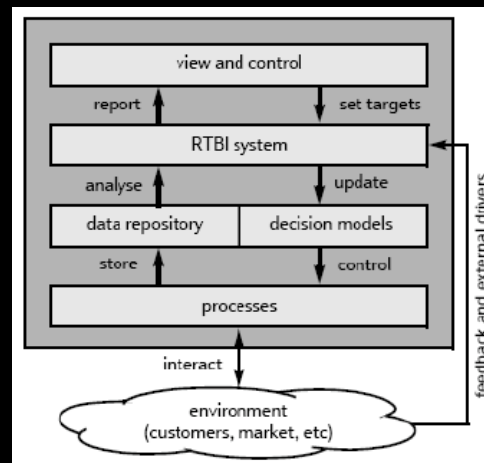 view and control
report
set targets
RTBI system
analyse
update
data repository
decision models
store
control
processes
interact
environment
(customers, market, etc)
feedback and external drivers